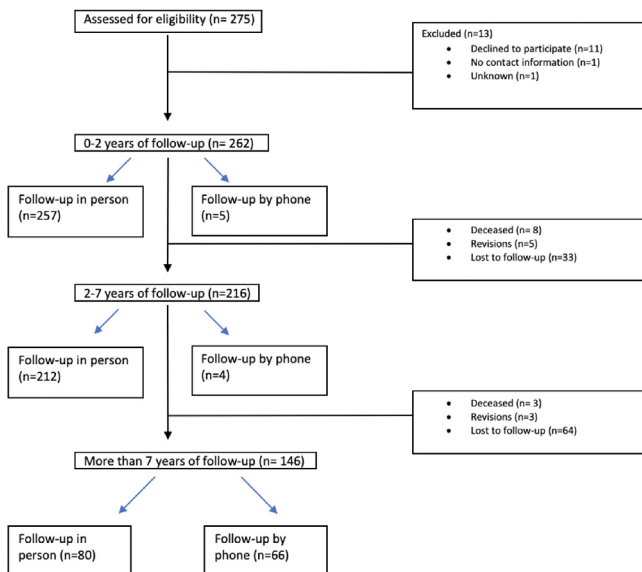 Assessed for eligibility (n= 275)
Excluded (n=13)
• Declined to participate (n=11)
• No contact information (n=1)
• Unknown (n=1)
0-2 years of follow-up (n= 262)
Follow-up in person
(n=257)
Follow-up by phone
(n=5)
• Deceased (n= 8)
• Revisions (n=5)
• Lost to follow-up (n=33)
2-7 years of follow-up (n=216)
Follow-up in person
n=212)
Follow-up by phone
(n=4)
• Deceased (n= 3)
• Revisions (n=3)
• Lost to follow-up (n=64)
More than 7 years of follow-up (n= 146)
Follow-up in
person (n=80)
Follow-up by
phone (n=66)